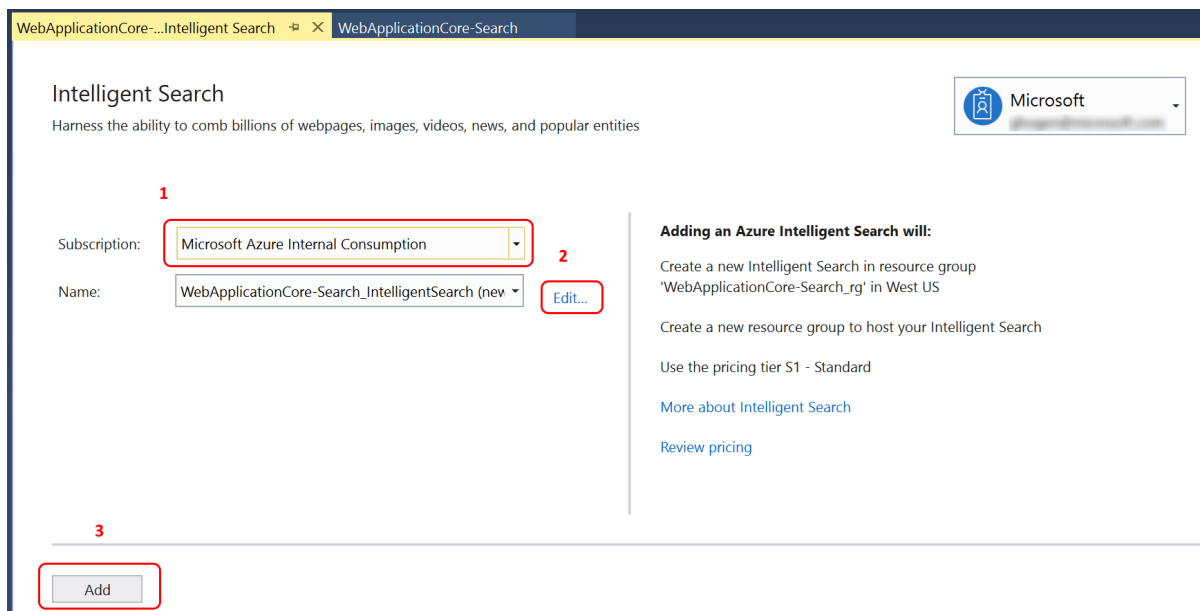 WebApplicationCore-...Intelligent Search
WebApplicationCore-Search
Intelligent Search
Harness the ability to comb billions of webpages, images, videos, news, and popular entities
Microsoft
1
Subscription:
Microsoft Azure Internal Consumption
2
Name:
WebApplicationCore-Search_IntelligentSearch (new
Edit...
Adding an Azure Intelligent Search will:
Create a new Intelligent Search in resource group
'WebApplicationCore-Search_rg' in West US
Create a new resource group to host your Intelligent Search
Use the pricing tier S1 - Standard
More about Intelligent Search
Review pricing
3
Add